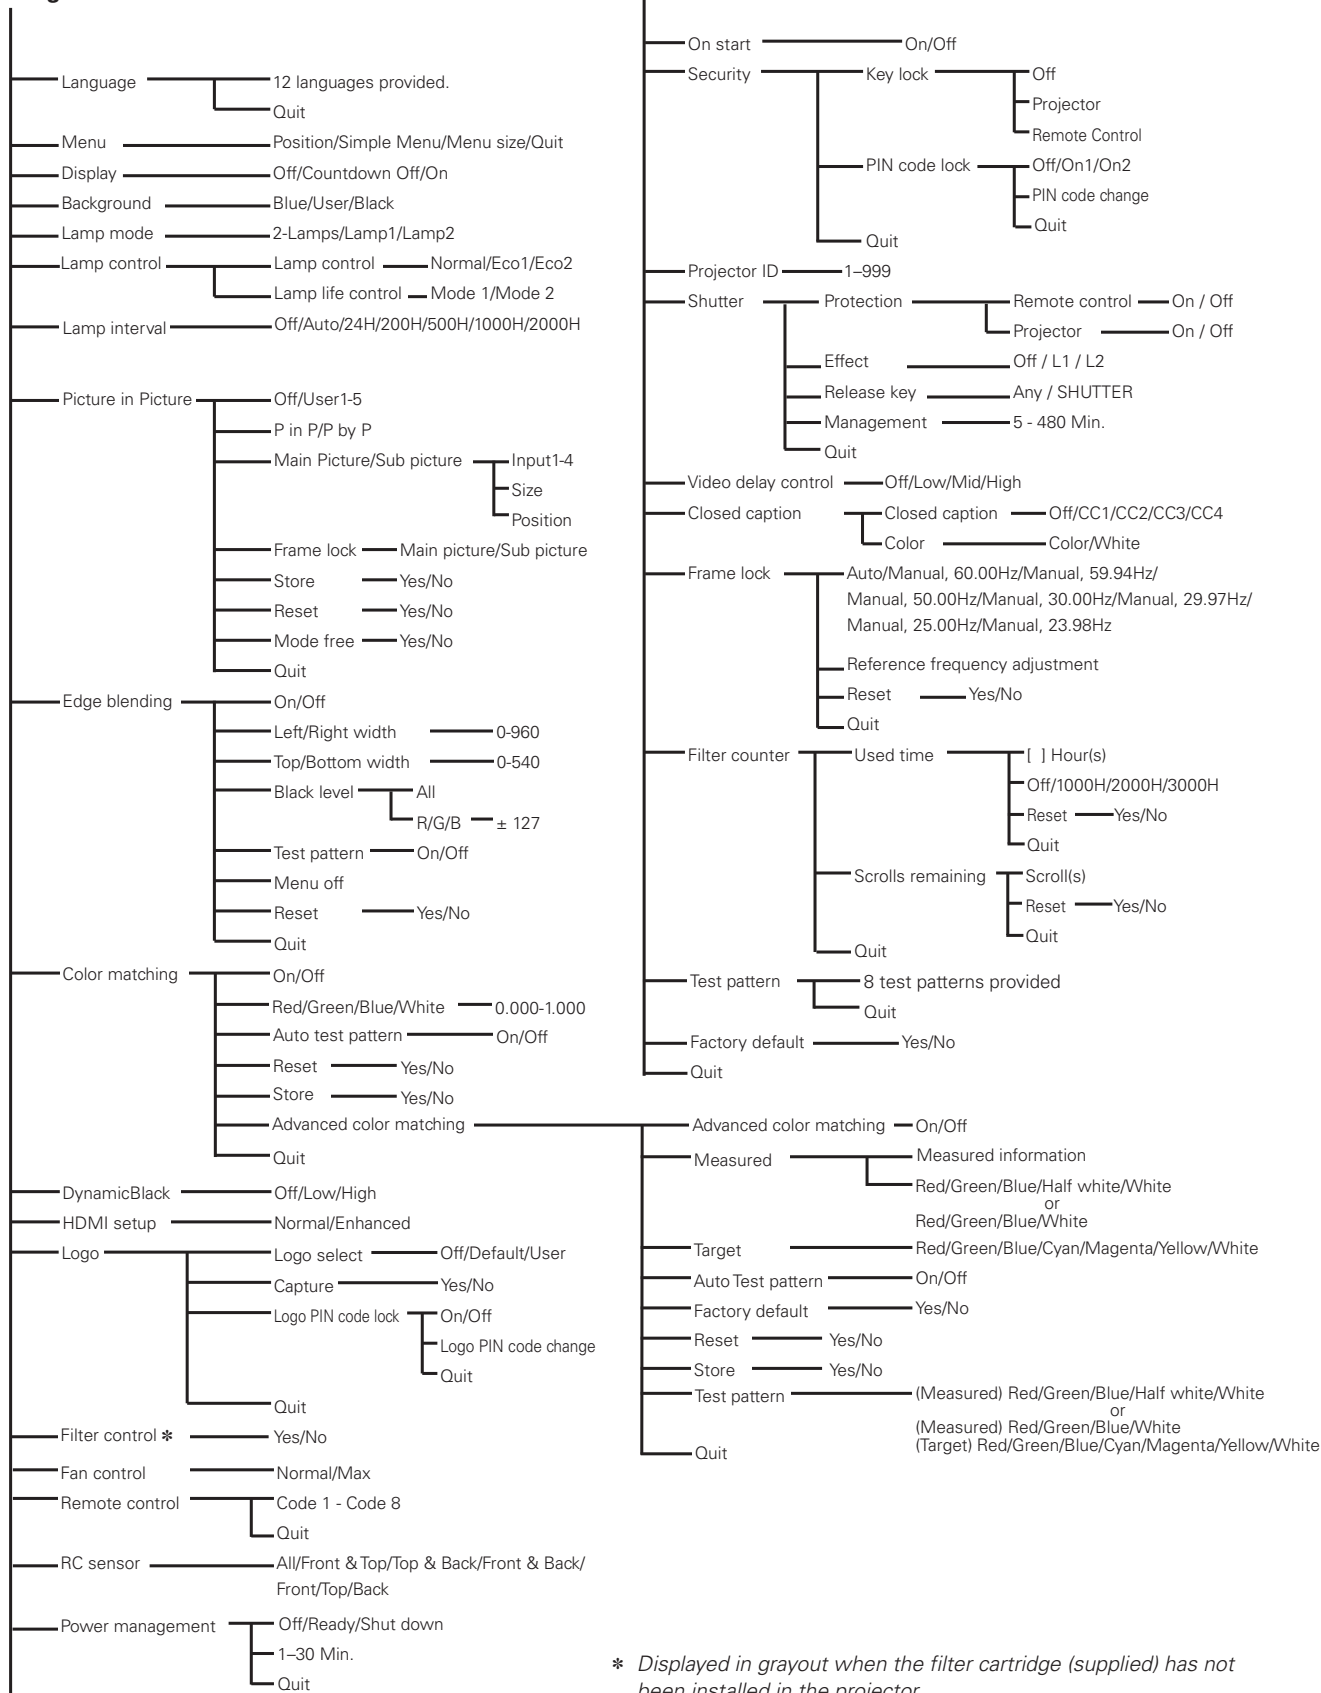 Language 12 languages provided.
Quit
Menu Position/Simple Menu/Menu size/Quit
Display Off/Countdown Off/On
Background Blue/User/Black
Lamp mode 2-Lamps/Lamp1/Lamp2
Lamp control Lamp control Normal/Eco1/Eco2
Lamp life control Mode 1/Mode 2
Lamp interval Off/Auto/24H/200H/500H/1000H/2000H
Picture in Picture Off/User1-5
P in P/P by P
Main Picture/Sub picture Input1-4
Size
Position
Frame lock Main picture/Sub picture
Store Yes/No
Reset Yes/No
Mode free Yes/No
Quit
Edge blending On/Off
Left/Right width 0-960
Top/Bottom width 0-540
Black level All
R/G/B ± 127
Test pattern On/Off
Menu off
Reset Yes/No
Quit
Color matching On/Off
Red/Green/Blue/White 0.000-1.000
Auto test pattern On/Off
Reset Yes/No
Store Yes/No
Advanced color matching
Quit
DynamicBlack Off/Low/High
HDMI setup Normal/Enhanced
Logo Logo select Off/Default/User
Capture Yes/No
Logo PIN code lock On/Off
Logo PIN code change
Quit
Quit
Filter control ✻ Yes/No
Fan control Normal/Max
Remote control Code 1 - Code 8
Quit
RC sensor All/Front & Top/Top & Back/Front & Back/
Front/Top/Back
Power management Off/Ready/Shut down
1–30 Min.
Quit
On start On/Off
Security Key lock Off
Projector
Remote Control
PIN code lock Off/On1/On2
PIN code change
Quit
Quit
Projector ID 1–999
Shutter Protection Remote control On / Off
Projector On / Off
Effect Off / L1 / L2
Release key Any / SHUTTER
Management 5 - 480 Min.
Quit
Video delay control Off/Low/Mid/High
Closed caption Closed caption Off/CC1/CC2/CC3/CC4
Color Color/White
Frame lock Auto/Manual, 60.00Hz/Manual, 59.94Hz/
Manual, 50.00Hz/Manual, 30.00Hz/Manual, 29.97Hz/
Manual, 25.00Hz/Manual, 23.98Hz
Reference frequency adjustment
Reset Yes/No
Quit
Filter counter Used time [ ] Hour(s)
Off/1000H/2000H/3000H
Reset Yes/No
Quit
Scrolls remaining Scroll(s)
Reset Yes/No
Quit
Quit
Test pattern 8 test patterns provided
Quit
Factory default Yes/No
Quit
Advanced color matching On/Off
Measured Measured information
Red/Green/Blue/Half white/White
or
Red/Green/Blue/White
Target Red/Green/Blue/Cyan/Magenta/Yellow/White
Auto Test pattern On/Off
Factory default Yes/No
Reset Yes/No
Store Yes/No
Test pattern (Measured) Red/Green/Blue/Half white/White
or
(Measured) Red/Green/Blue/White
(Target) Red/Green/Blue/Cyan/Magenta/Yellow/White
Quit
✻ Displayed in grayout when the filter cartridge (supplied) has not
been installed in the projector